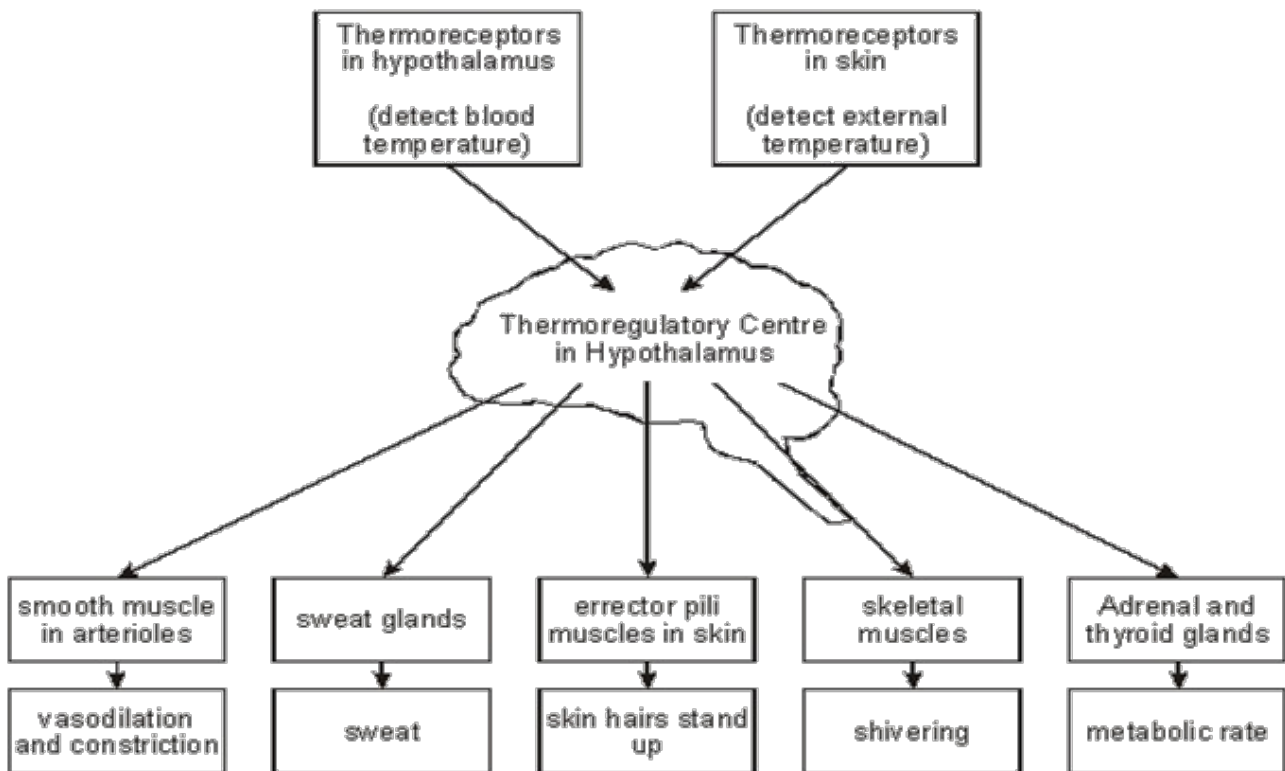 Thermoreceptors
in hypothalamus
(detect blood
temperature)
Thermoreceptors
in skin
(detect external
temperature)
Thermoregulatory Centre
in Hypothalamus
smooth muscle
in arterioles
sweat glands
errector pili
muscles in skin
skeletal
muscles
Adrenal and
thyroid glands
vasodilation
and constriction
sweat
skin hairs stand
up
shivering
metabolic rate